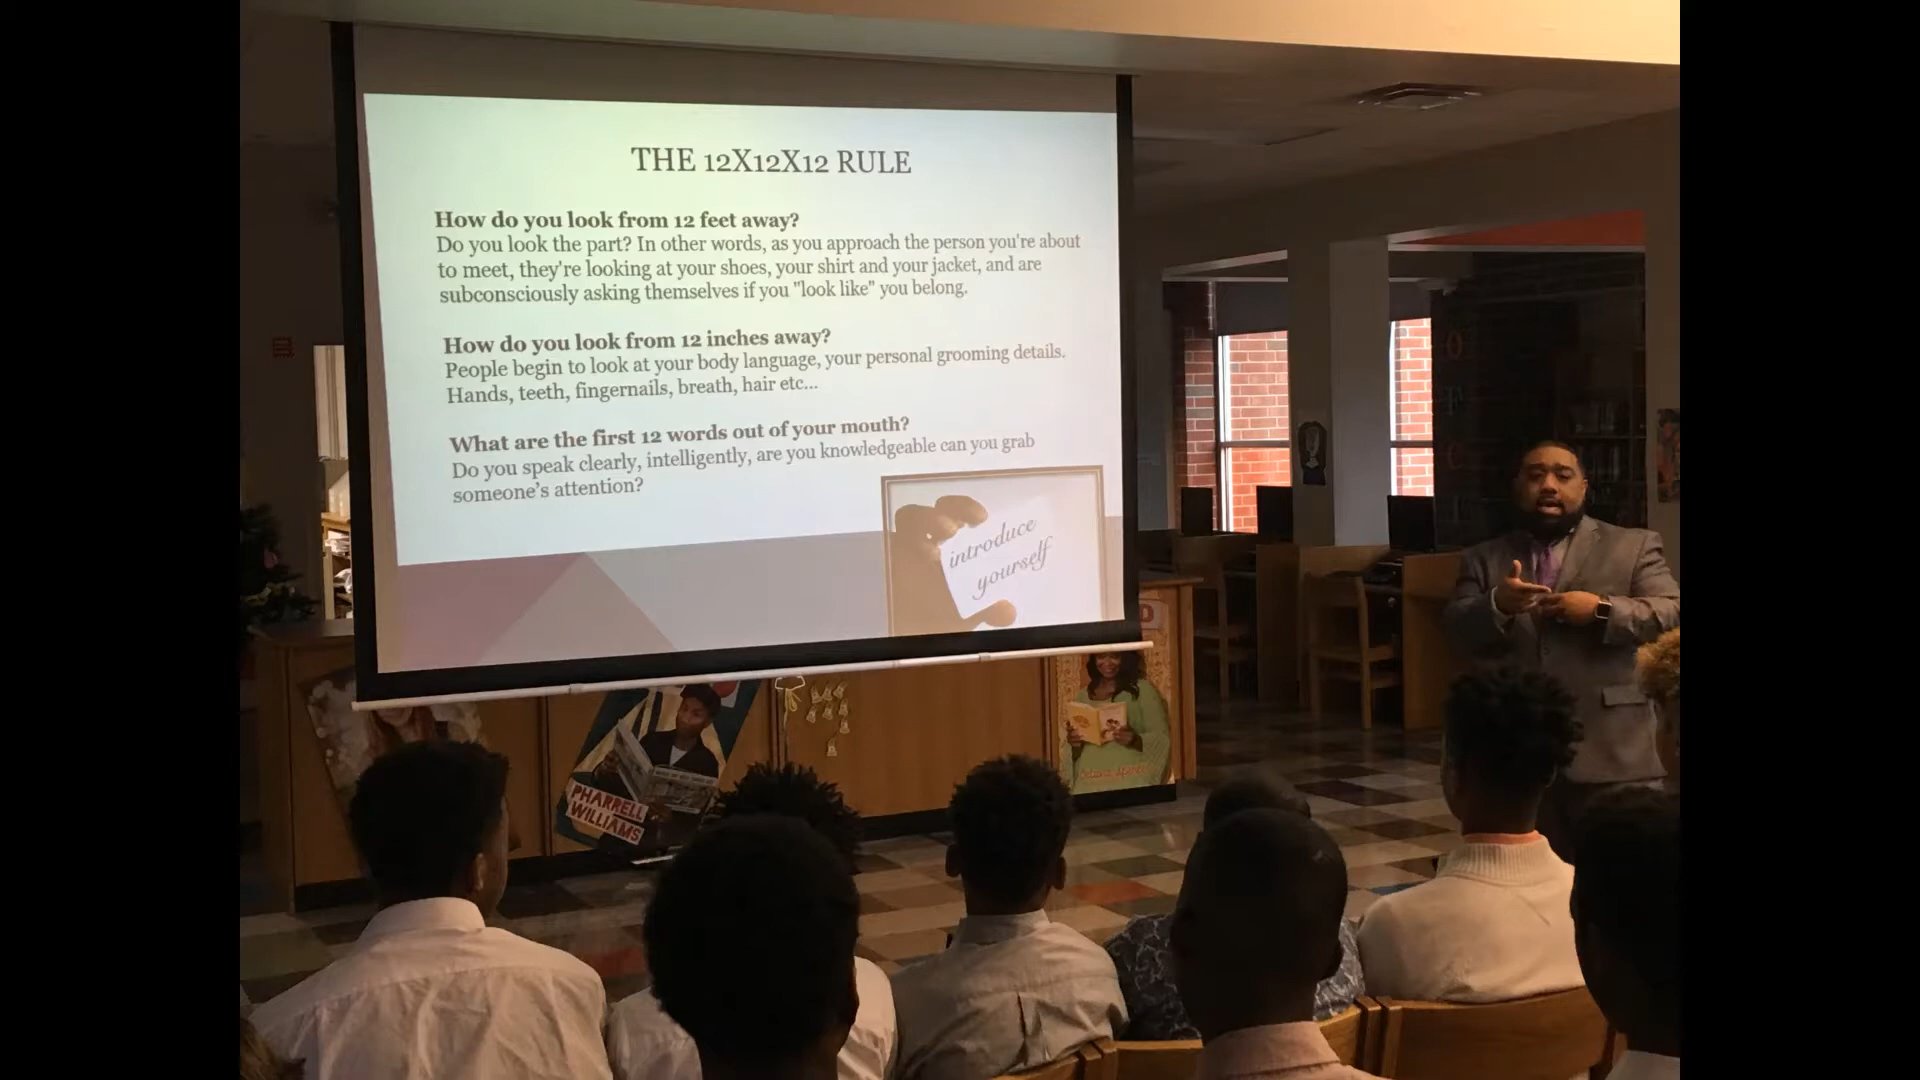 THE 12X12X12 RULE
How do you look from 12 feet away?
Do you look the part? In other words, as you approach the person you're about
to meet, they're looking at your shoes, your shirt and your jacket, and are
subconsciously asking themselves if you "look like" you belong.
How do you look from 12 inches away?
People begin to look at your body language, your personal grooming details.
Hands, teeth, fingernails, breath, hair etc...
What are the first 12 words out of your mouth?
Do you speak clearly, intelligently, are you knowledgeable can you grab
someone's attention?
introduce
yourself
PHARRELL
WILLIAMS